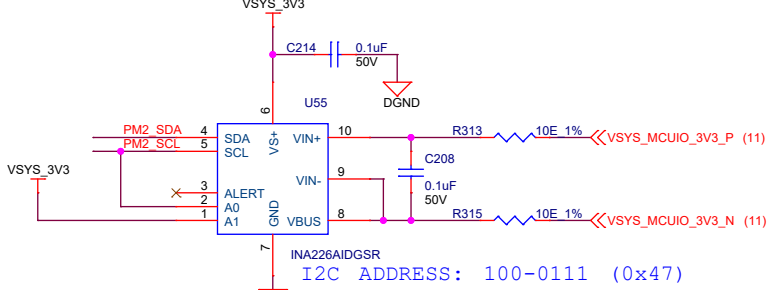 VSYS_3V3
C214 0.1uF
50V
DGND
U55
6
PM2_SDA 4 SDA VS+ VIN+ 10 R313 10E_1% VSYS_MCUIO_3V3_P (11)
PM2_SCL 5 SCL
VSYS_3V3
C208
9 VIN-
0.1uF
50V
3 ALERT
2 A0
1 A1 GND VBUS 8 R315 10E_1% VSYS_MCUIO_3V3_N (11)
7
INA226AIDGSR
I2C ADDRESS: 100-0111 (0x47)